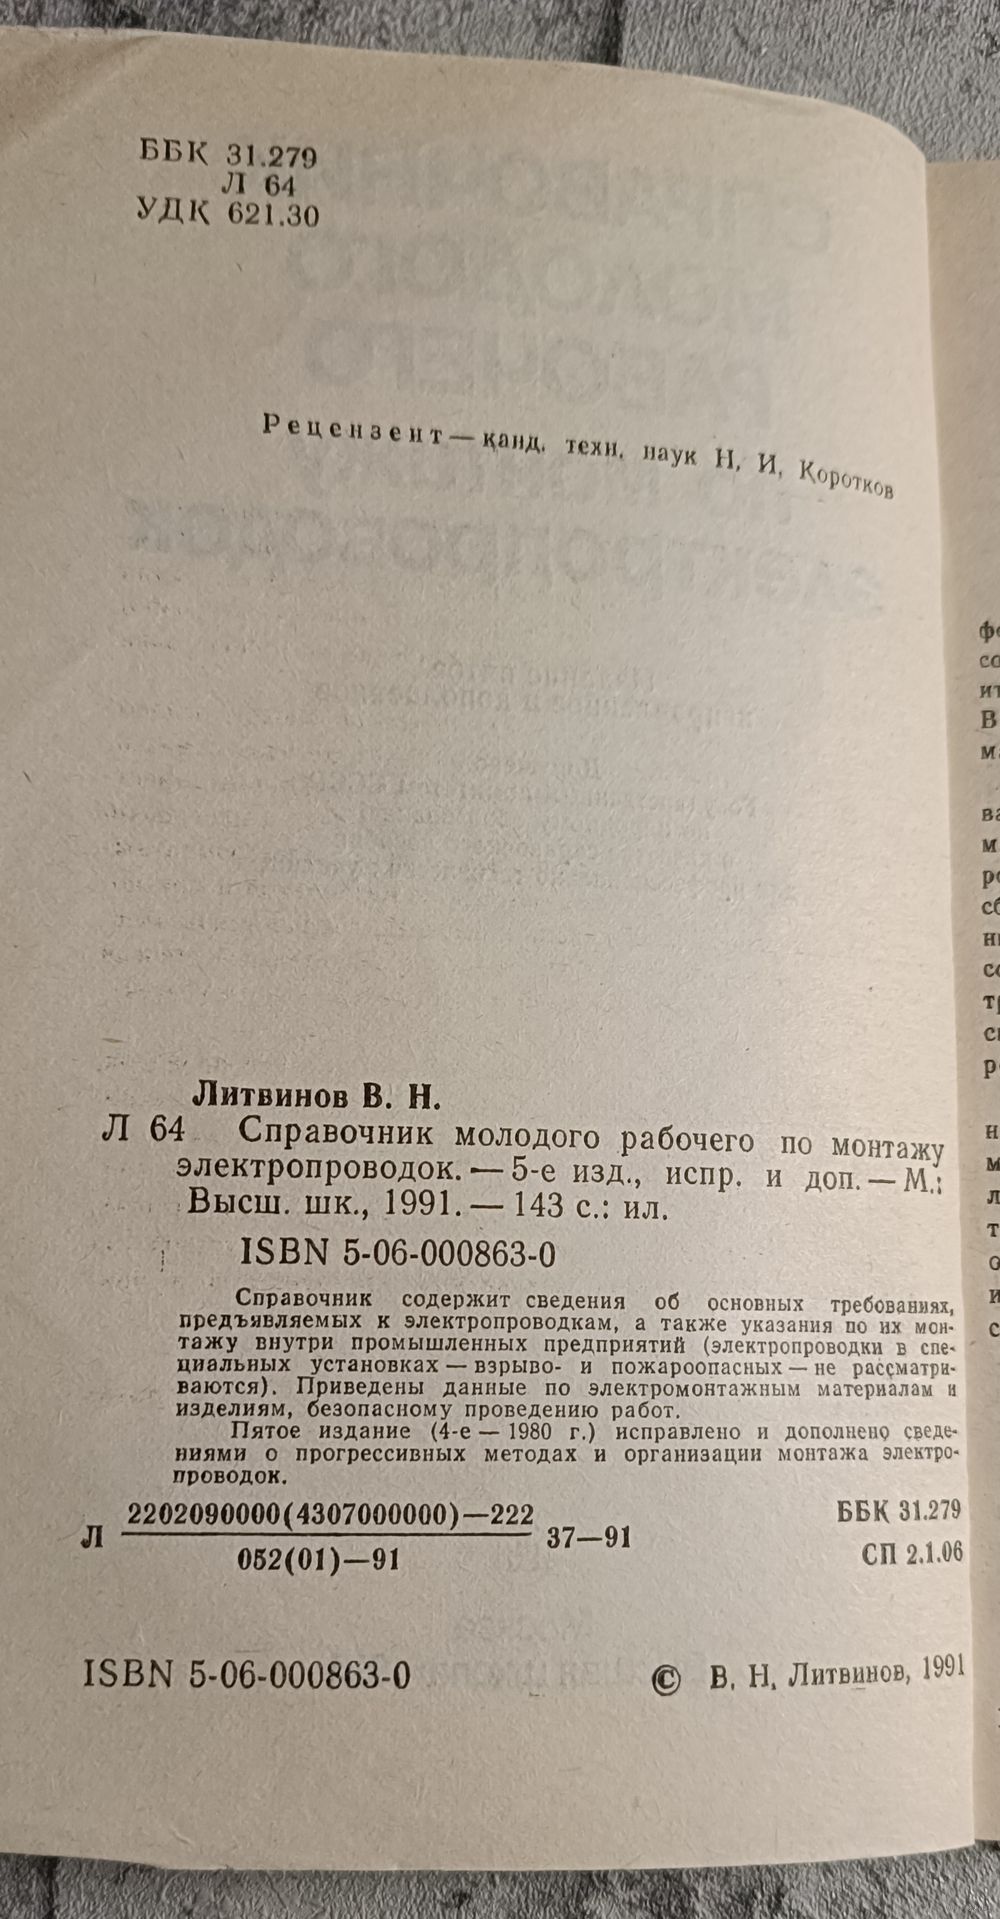 ББК 31.279
Л 64
УДК 621.30
Рецензент — канд. техн. наук Н. И. Коротков
Литвинов В. Н.
Л 64 Справочник молодого рабочего по монтажу
электропроводок. — 5-е изд., испр. и доп. — М.:
Высш. шк., 1991. — 143 с.: ил.
ISBN 5-06-000863-0
Справочник содержит сведения об основных требованиях,
предъявляемых к электропроводкам, а также указания по их мон-
тажу внутри промышленных предприятий (электропроводки в спе-
циальных установках — взрыво- и пожароопасных — не рассматри-
ваются). Приведены данные по электромонтажным материалам и
изделиям, безопасному проведению работ.
Пятое издание (4-е — 1980 г.) исправлено и дополнено сведе-
ниями о прогрессивных методах и организации монтажа электро-
проводок.
Л 2202090000(4307000000)—222 37—91
052(01)—91
ББК 31.279
СП 2.1.06
ISBN 5-06-000863-0
© В. Н. Литвинов, 1991